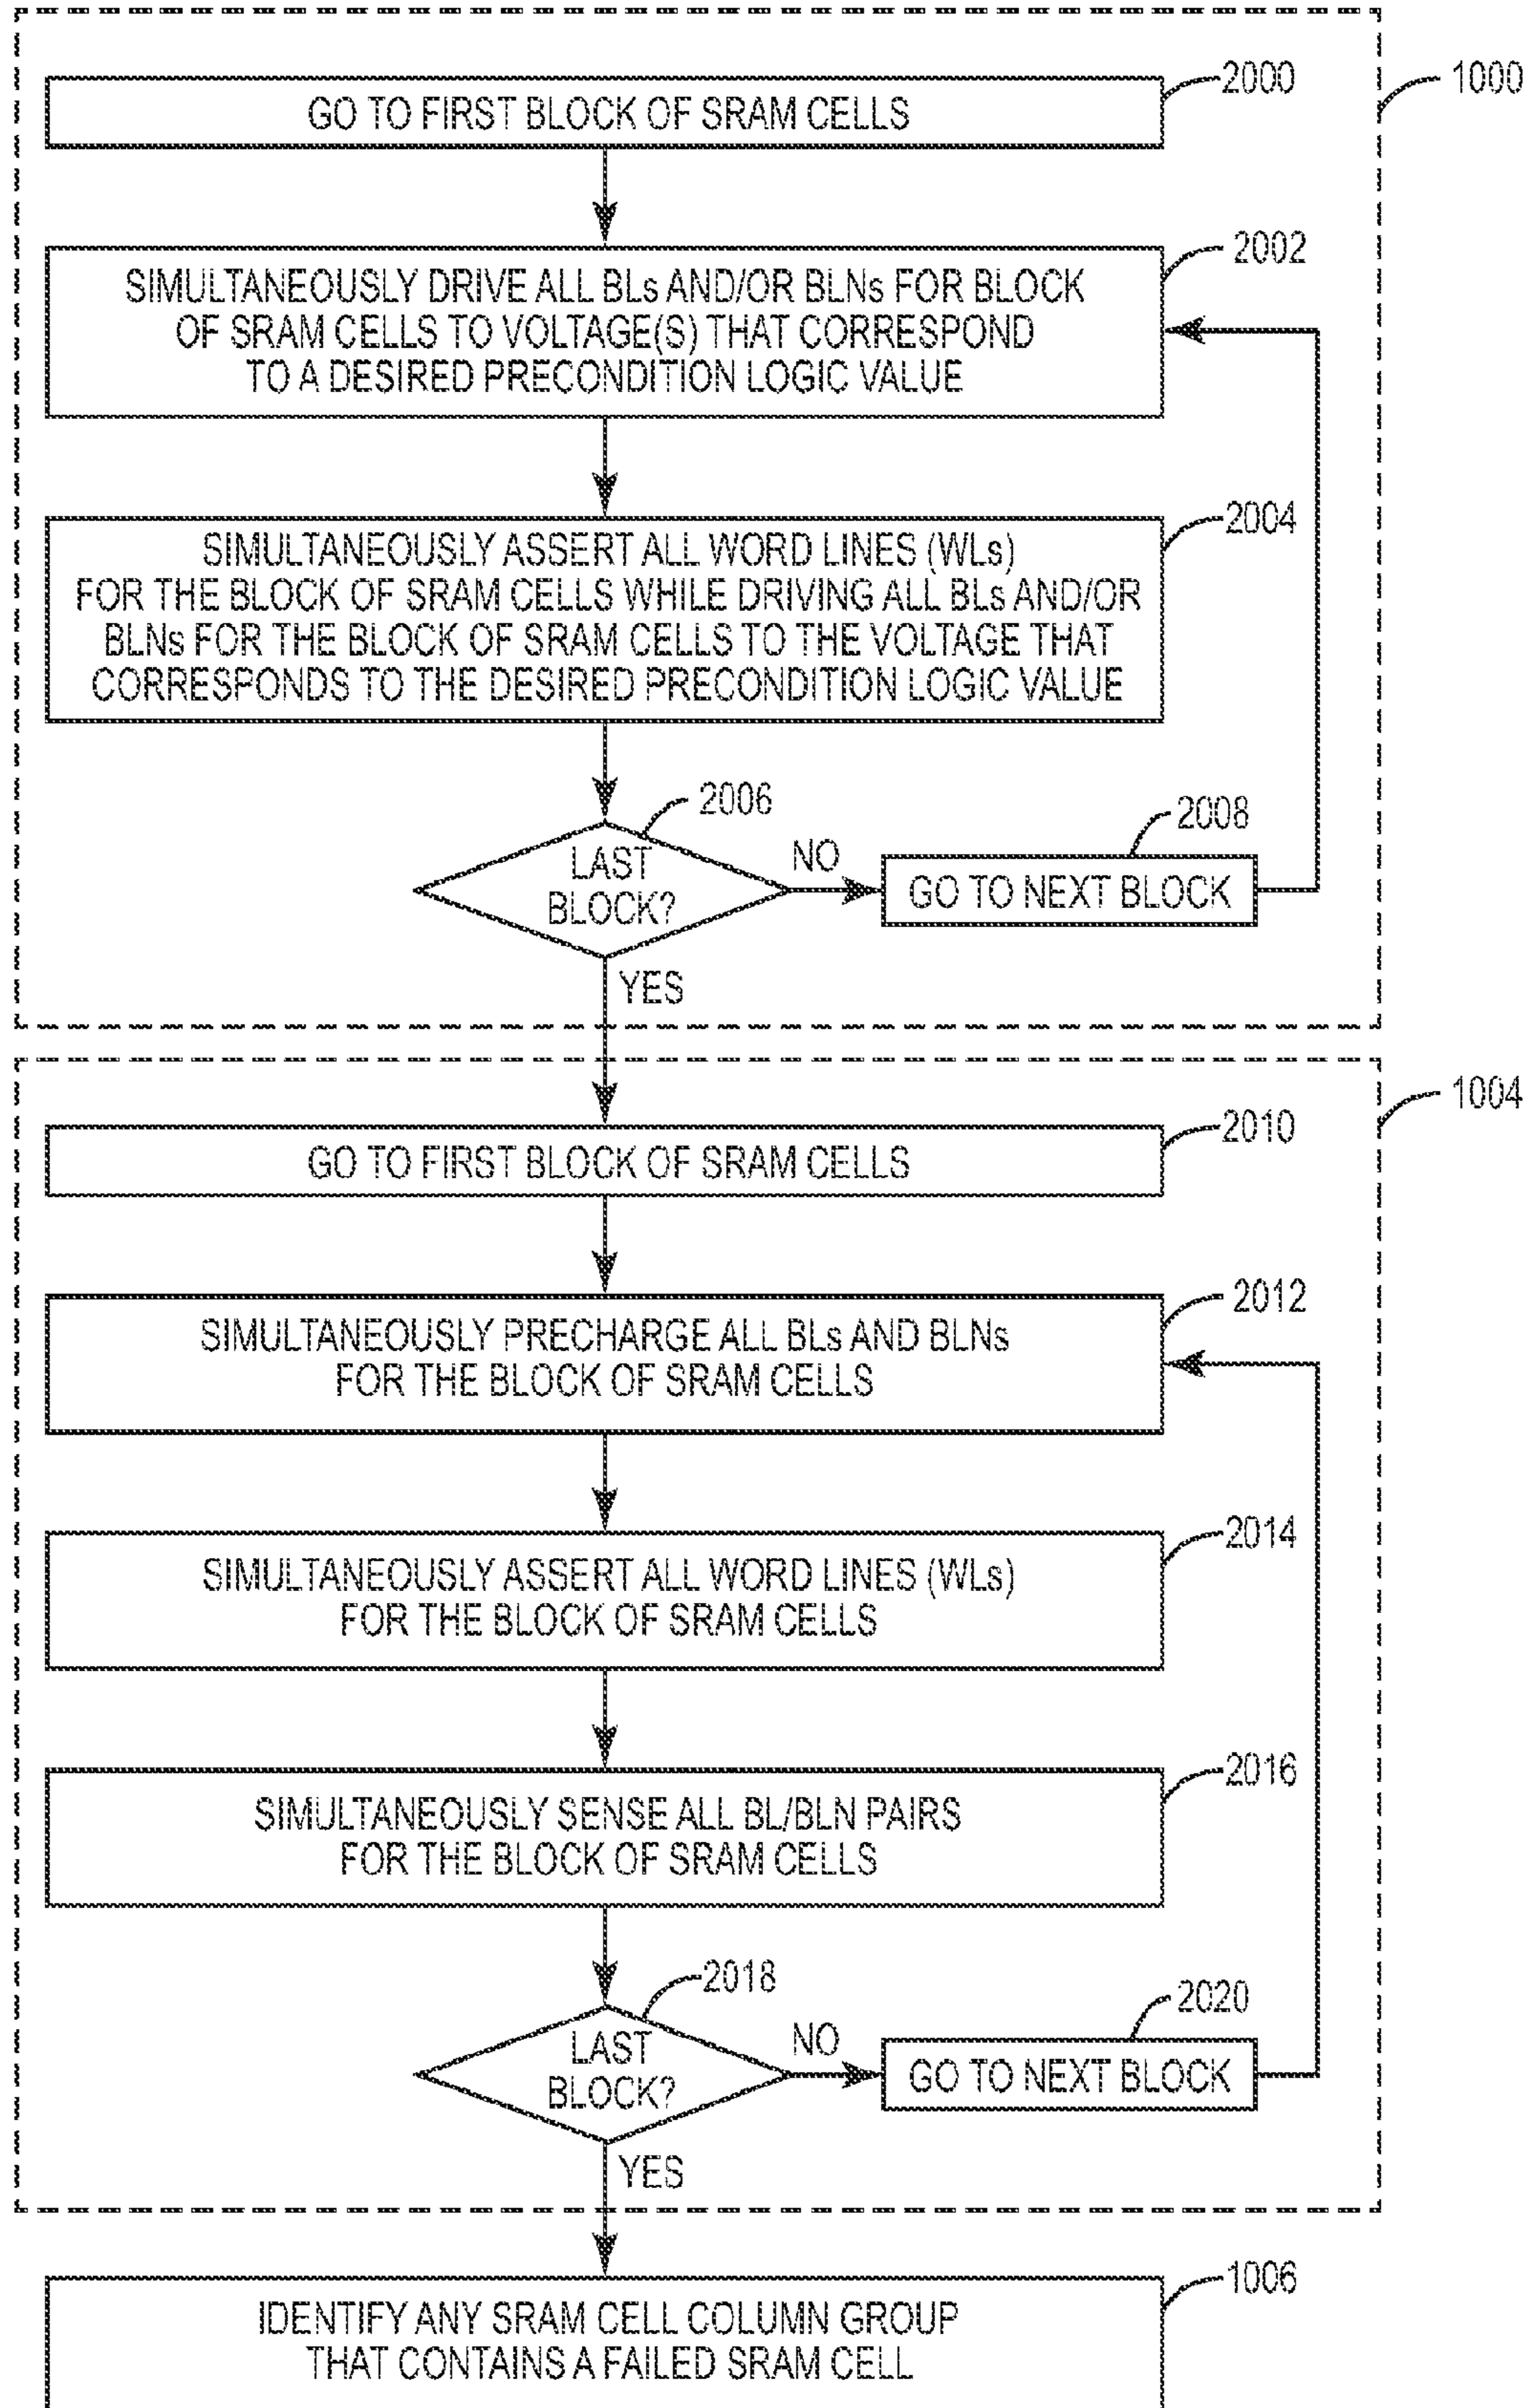 2000
1000
GO TO FIRST BLOCK OF SRAM CELLS
2002
SIMULTANEOUSLY DRIVE ALL BLs AND/OR BLNs FOR BLOCK
OF SRAM CELLS TO VOLTAGE(S) THAT CORRESPOND
TO A DESIRED PRECONDITION LOGIC VALUE
2004
SIMULTANEOUSLY ASSERT ALL WORD LINES (WLs)
FOR THE BLOCK OF SRAM CELLS WHILE DRIVING ALL BLs AND/OR
BLNs FOR THE BLOCK OF SRAM CELLS TO THE VOLTAGE THAT
CORRESPONDS TO THE DESIRED PRECONDITION LOGIC VALUE
2006
2008
LAST
BLOCK?
NO
GO TO NEXT BLOCK
YES
1004
2010
GO TO FIRST BLOCK OF SRAM CELLS
2012
SIMULTANEOUSLY PRECHARGE ALL BLs AND BLNs
FOR THE BLOCK OF SRAM CELLS
2014
SIMULTANEOUSLY ASSERT ALL WORD LINES (WLs)
FOR THE BLOCK OF SRAM CELLS
2016
SIMULTANEOUSLY SENSE ALL BL/BLN PAIRS
FOR THE BLOCK OF SRAM CELLS
2018
2020
LAST
BLOCK?
NO
GO TO NEXT BLOCK
YES
1006
IDENTIFY ANY SRAM CELL COLUMN GROUP
THAT CONTAINS A FAILED SRAM CELL